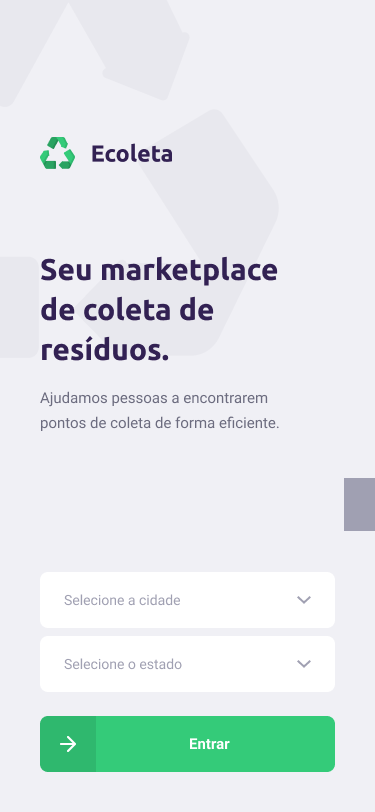 Ecoleta
Seu marketplace
de coleta de
resíduos.
Ajudamos pessoas a encontrarem
pontos de coleta de forma eficiente.
Selecione a cidade
Selecione o estado
Entrar